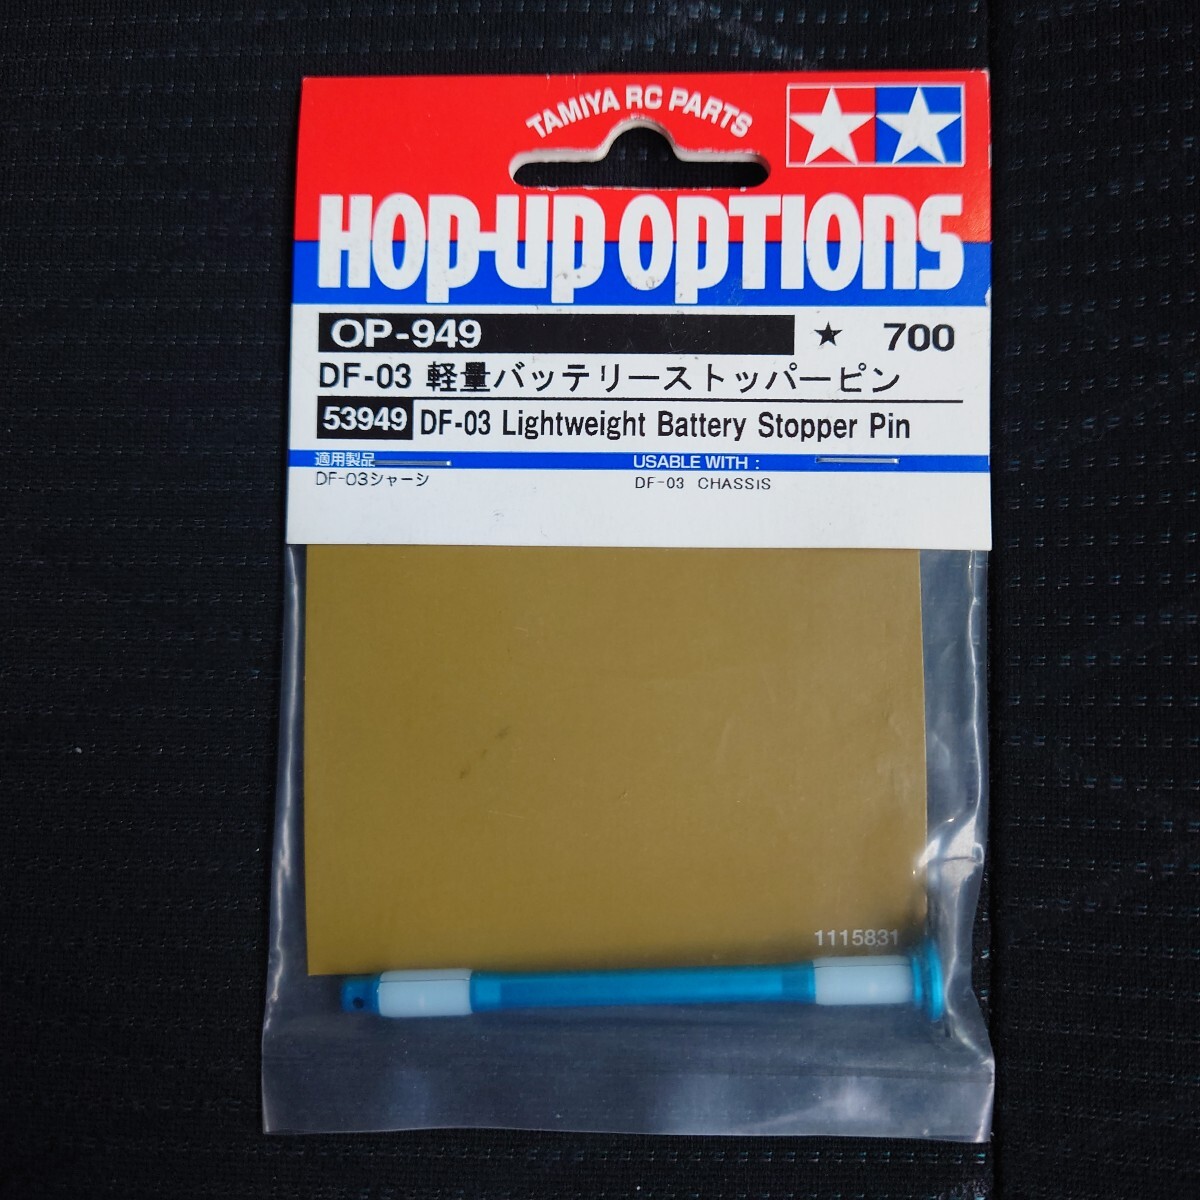 TAMIYA RC PARTS
HOP-UP OPTIONS
OP-949 ★ 700
DF-03 軽量バッテリーストッパーピン
53949 DF-03 Lightweight Battery Stopper Pin
適用製品 USABLE WITH :
DF-03シャーシ DF-03 CHASSIS
1115831